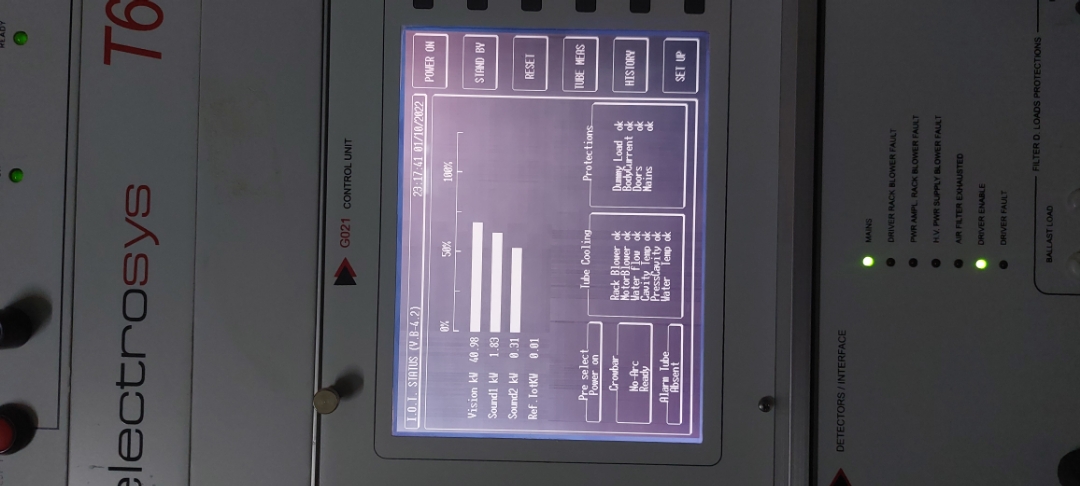 READY
T6
electrosys
G021 CONTROL UNIT
I.O.T. STATUS (V.B-4.2) 23.17.41 01/10/2022
0% 50% 100%
Vision kW 40.98
Sound1 kW 1.83
Sound2 kW 0.31
Ref.TotKW 0.01
Pre select
Power on
Crowbar
No-Arc
Ready
Alarm Tube
Absent
Tube Cooling
Rack Blower ok
MotorBlower ok
Water flow ok
Cavity Temp ok
PressCavity ok
Water Temp ok
Protections
Dummy Load ok
BodyCurrent ok
Doors ok
Mains ok
POWER ON
STAND BY
RESET
TUBE MEAS
HISTORY
SET UP
DETECTORS / INTERFACE
MAINS
DRIVER RACK BLOWER FAULT
PWR AMPL. RACK BLOWER FAULT
H.V. PWR SUPPLY BLOWER FAULT
AIR FILTER EXHAUSTED
DRIVER ENABLE
DRIVER FAULT
FILTER D. LOADS PROTECTIONS
BALLAST LOAD